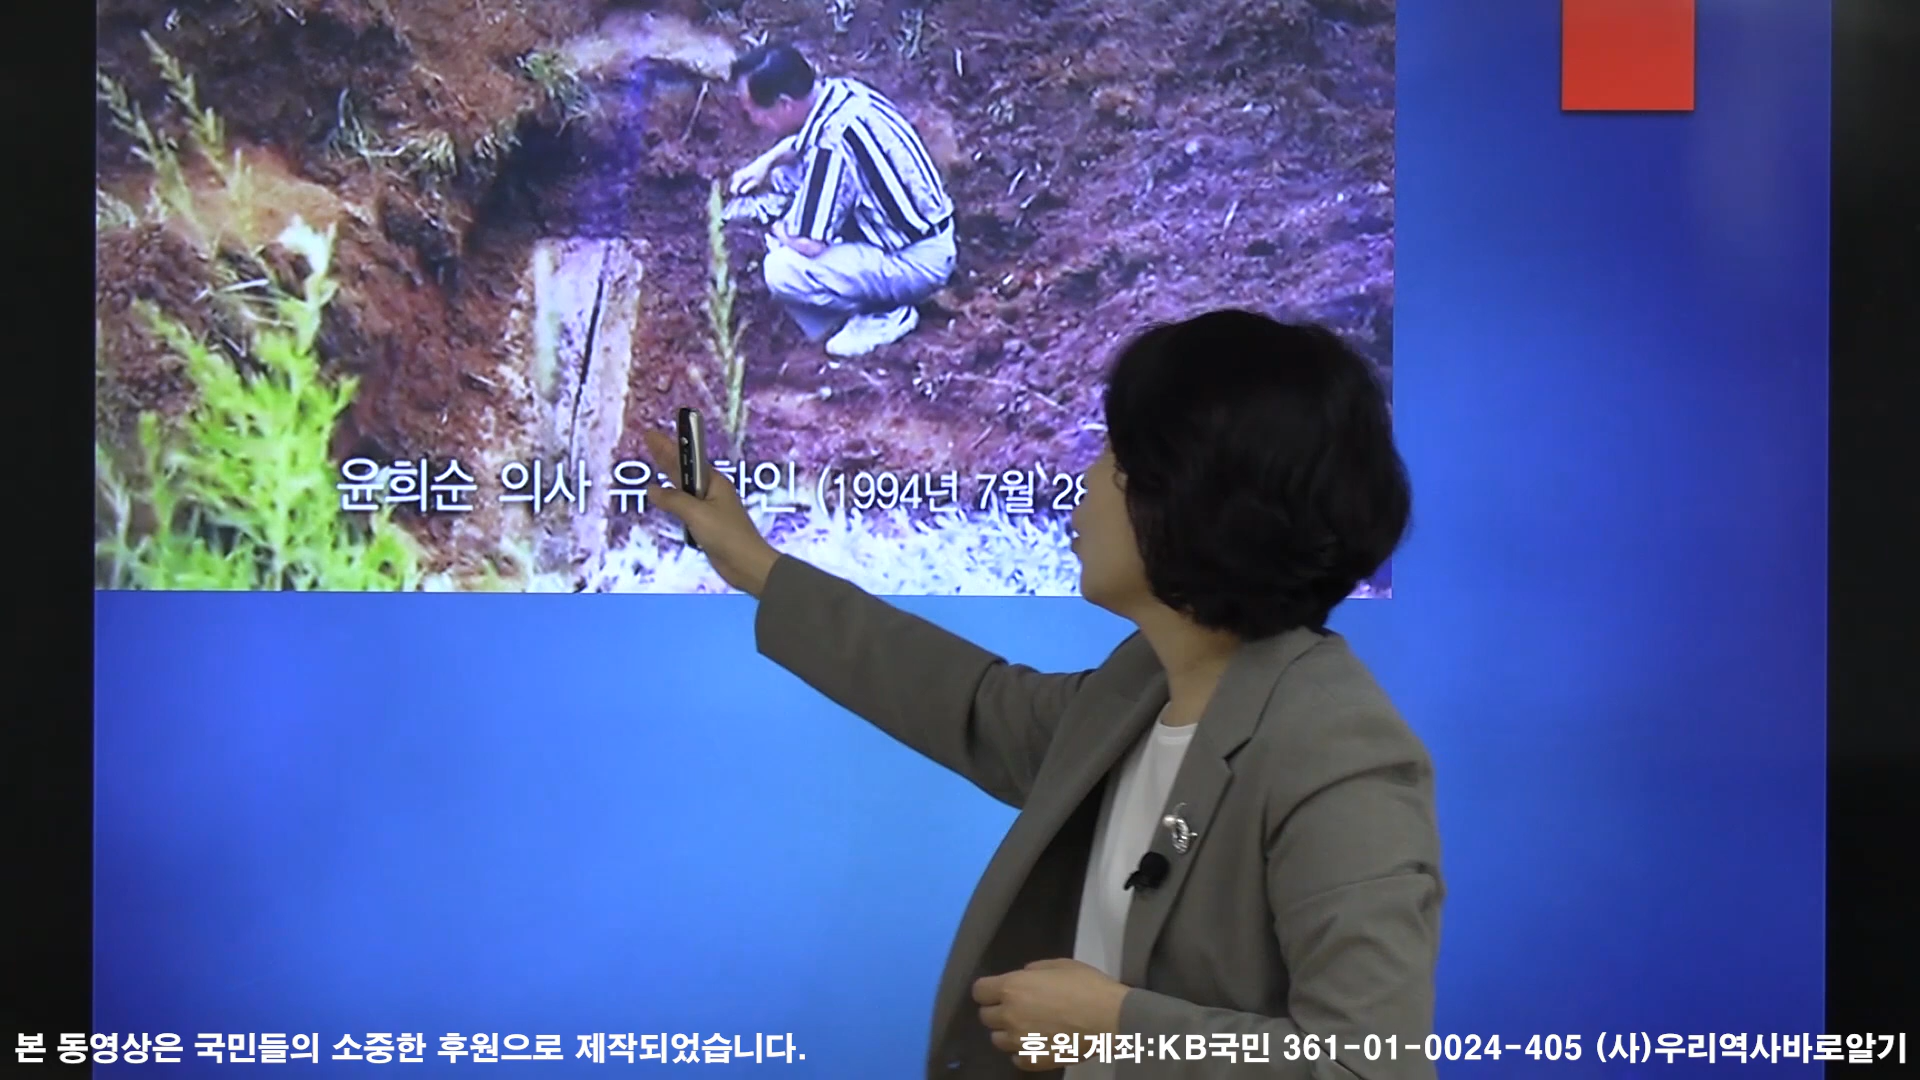 윤희순 의사 확인 (1994년 7월 28
본 동영상은 국민들의 소중한 후원으로 제작되었습니다.
후원계좌:KB국민 361-01-0024-405 (사)우리역사바로알기